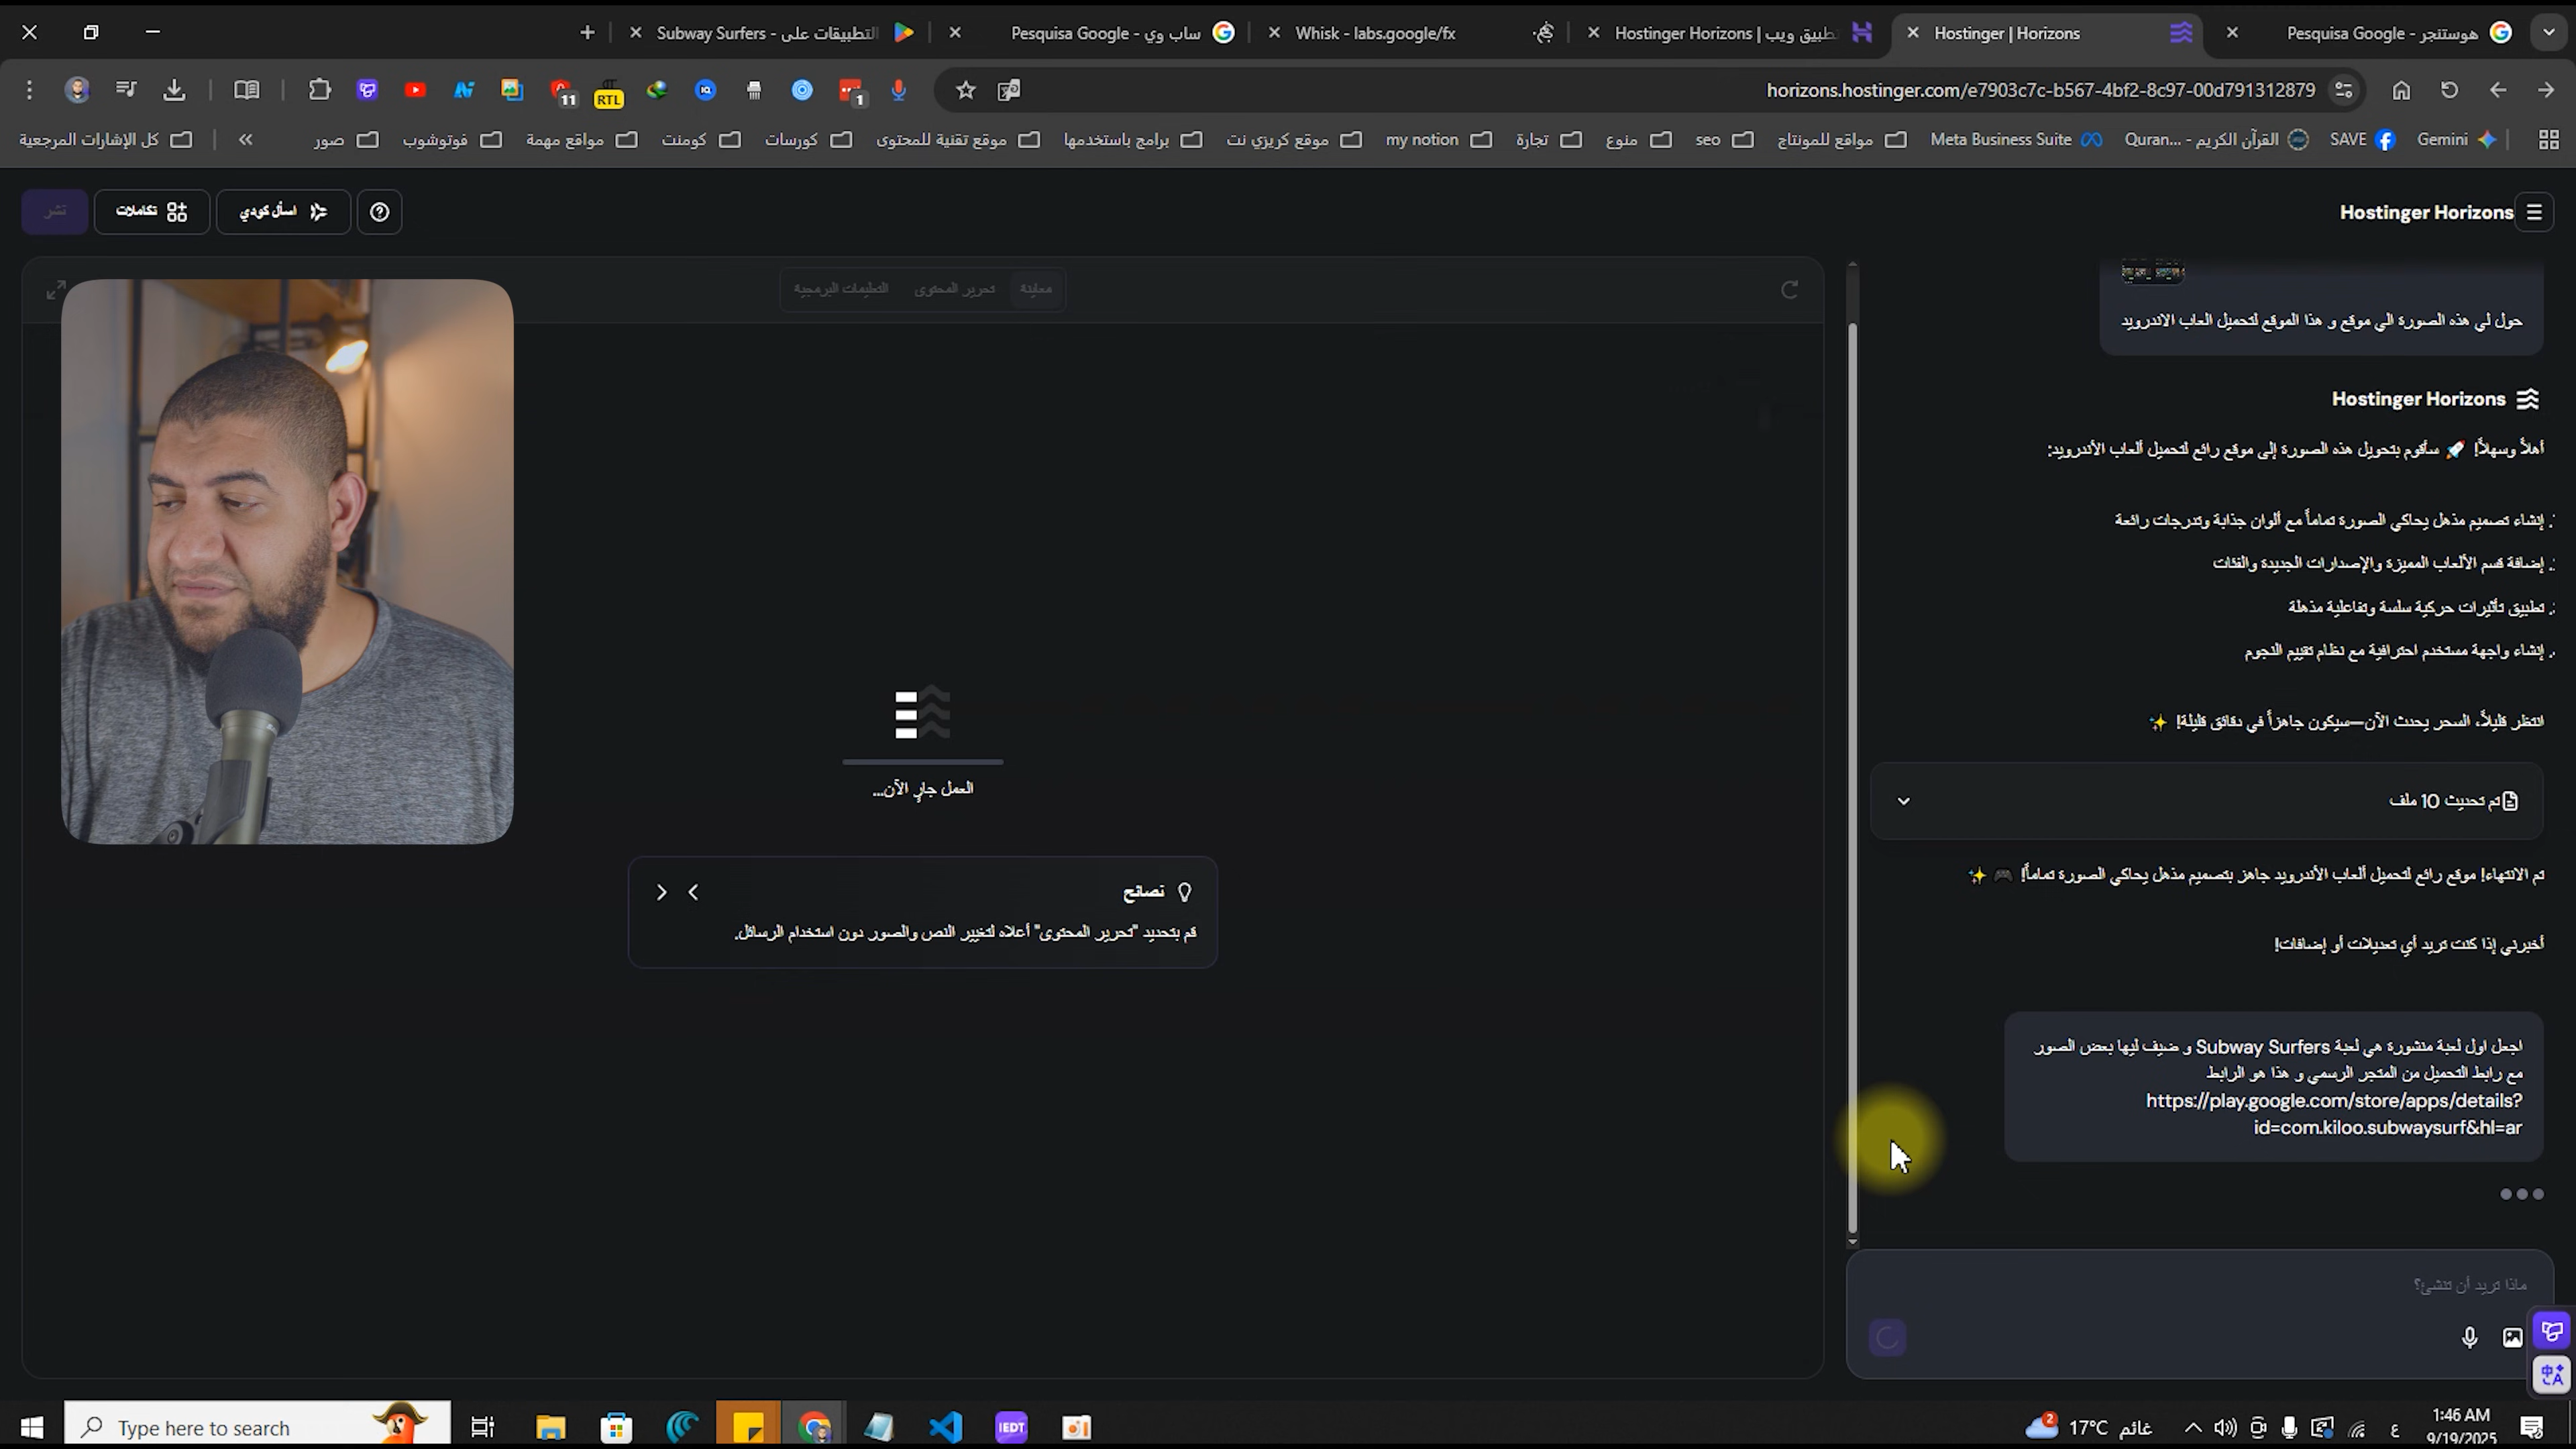 Subway Surfers - التطبيقات على
ساب وي - Pesquisa Google
Whisk - labs.google/fx
Hostinger Horizons | تطبيق ويب
Hostinger | Horizons
هوستنجر - Pesquisa Google
11
RTL
1
horizons.hostinger.com/e7903c7c-b567-4bf2-8c97-00d791312879
كل الإشارات المرجعية
صور
فوتوشوب
مواقع مهمة
كومنت
كورسات
موقع تقنية للمحتوى
برامج باستخدمها
موقع كريزي نت
my notion
تجارة
منوع
seo
مواقع للمونتاج
Meta Business Suite
القرآن الكريم - ...Quran
SAVE
Gemini
نشر
تكاملات
اسأل كودي
Hostinger Horizons
معاينة
تحرير المحتوى
التعليمات البرمجية
حول لي هذه الصورة الي موقع و هذا الموقع لتحميل العاب الاندرويد
Hostinger Horizons
أهلاً وسهلاً! 🚀 سأقوم بتحويل هذه الصورة إلى موقع رائع لتحميل ألعاب الأندرويد:
إنشاء تصميم مذهل يحاكي الصورة تماماً مع ألوان جذابة وتدرجات رائعة
إضافة قسم الألعاب المميزة والإصدارات الجديدة والفئات
تطبيق تأثيرات حركية سلسة وتفاعلية مذهلة
إنشاء واجهة مستخدم احترافية مع نظام تقييم النجوم
انتظر قليلاً، السحر يحدث الآن—سيكون جاهزاً في دقائق قليلة! ✨
تم تحديث 10 ملف
تم الانتهاء! موقع رائع لتحميل ألعاب الأندرويد جاهز بتصميم مذهل يحاكي الصورة تماماً! 🎮 ✨
أخبرني إذا كنت تريد أي تعديلات أو إضافات!
اجعل اول لعبة منشورة هي لعبة Subway Surfers و ضيف ليها بعض الصور
مع رابط التحميل من المتجر الرسمي و هذا هو الرابط
https://play.google.com/store/apps/details?
id=com.kiloo.subwaysurf&hl=ar
ماذا تريد أن تنشئ؟
العمل جارٍ الآن...
نصائح
قم بتحديد "تحرير المحتوى" أعلاه لتغيير النص والصور دون استخدام الرسائل.
Type here to search
IEDT
2
17°C غائم
ع
1:46 AM
9/19/2025